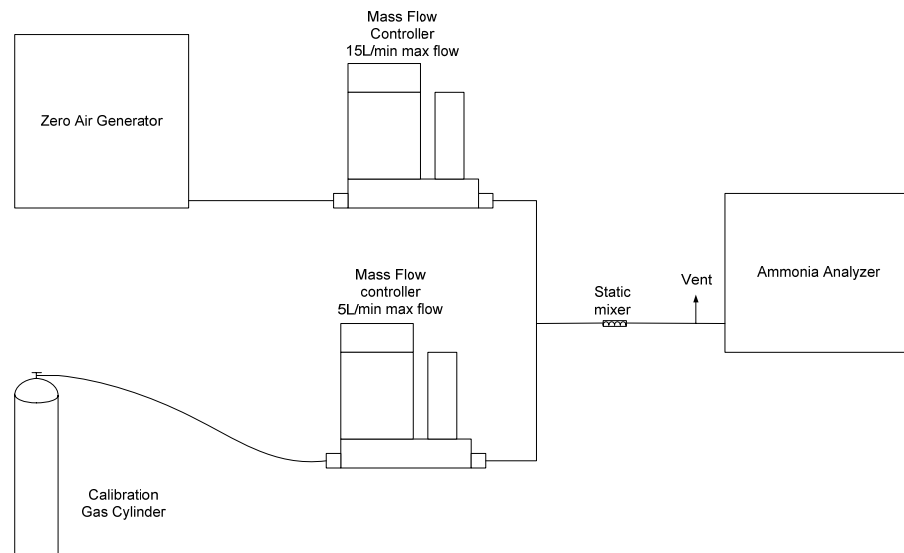 Mass Flow
Controller
15L/min max flow
Zero Air Generator
Mass Flow
controller
5L/min max flow
Static
mixer
Vent
Ammonia Analyzer
Calibration
Gas Cylinder